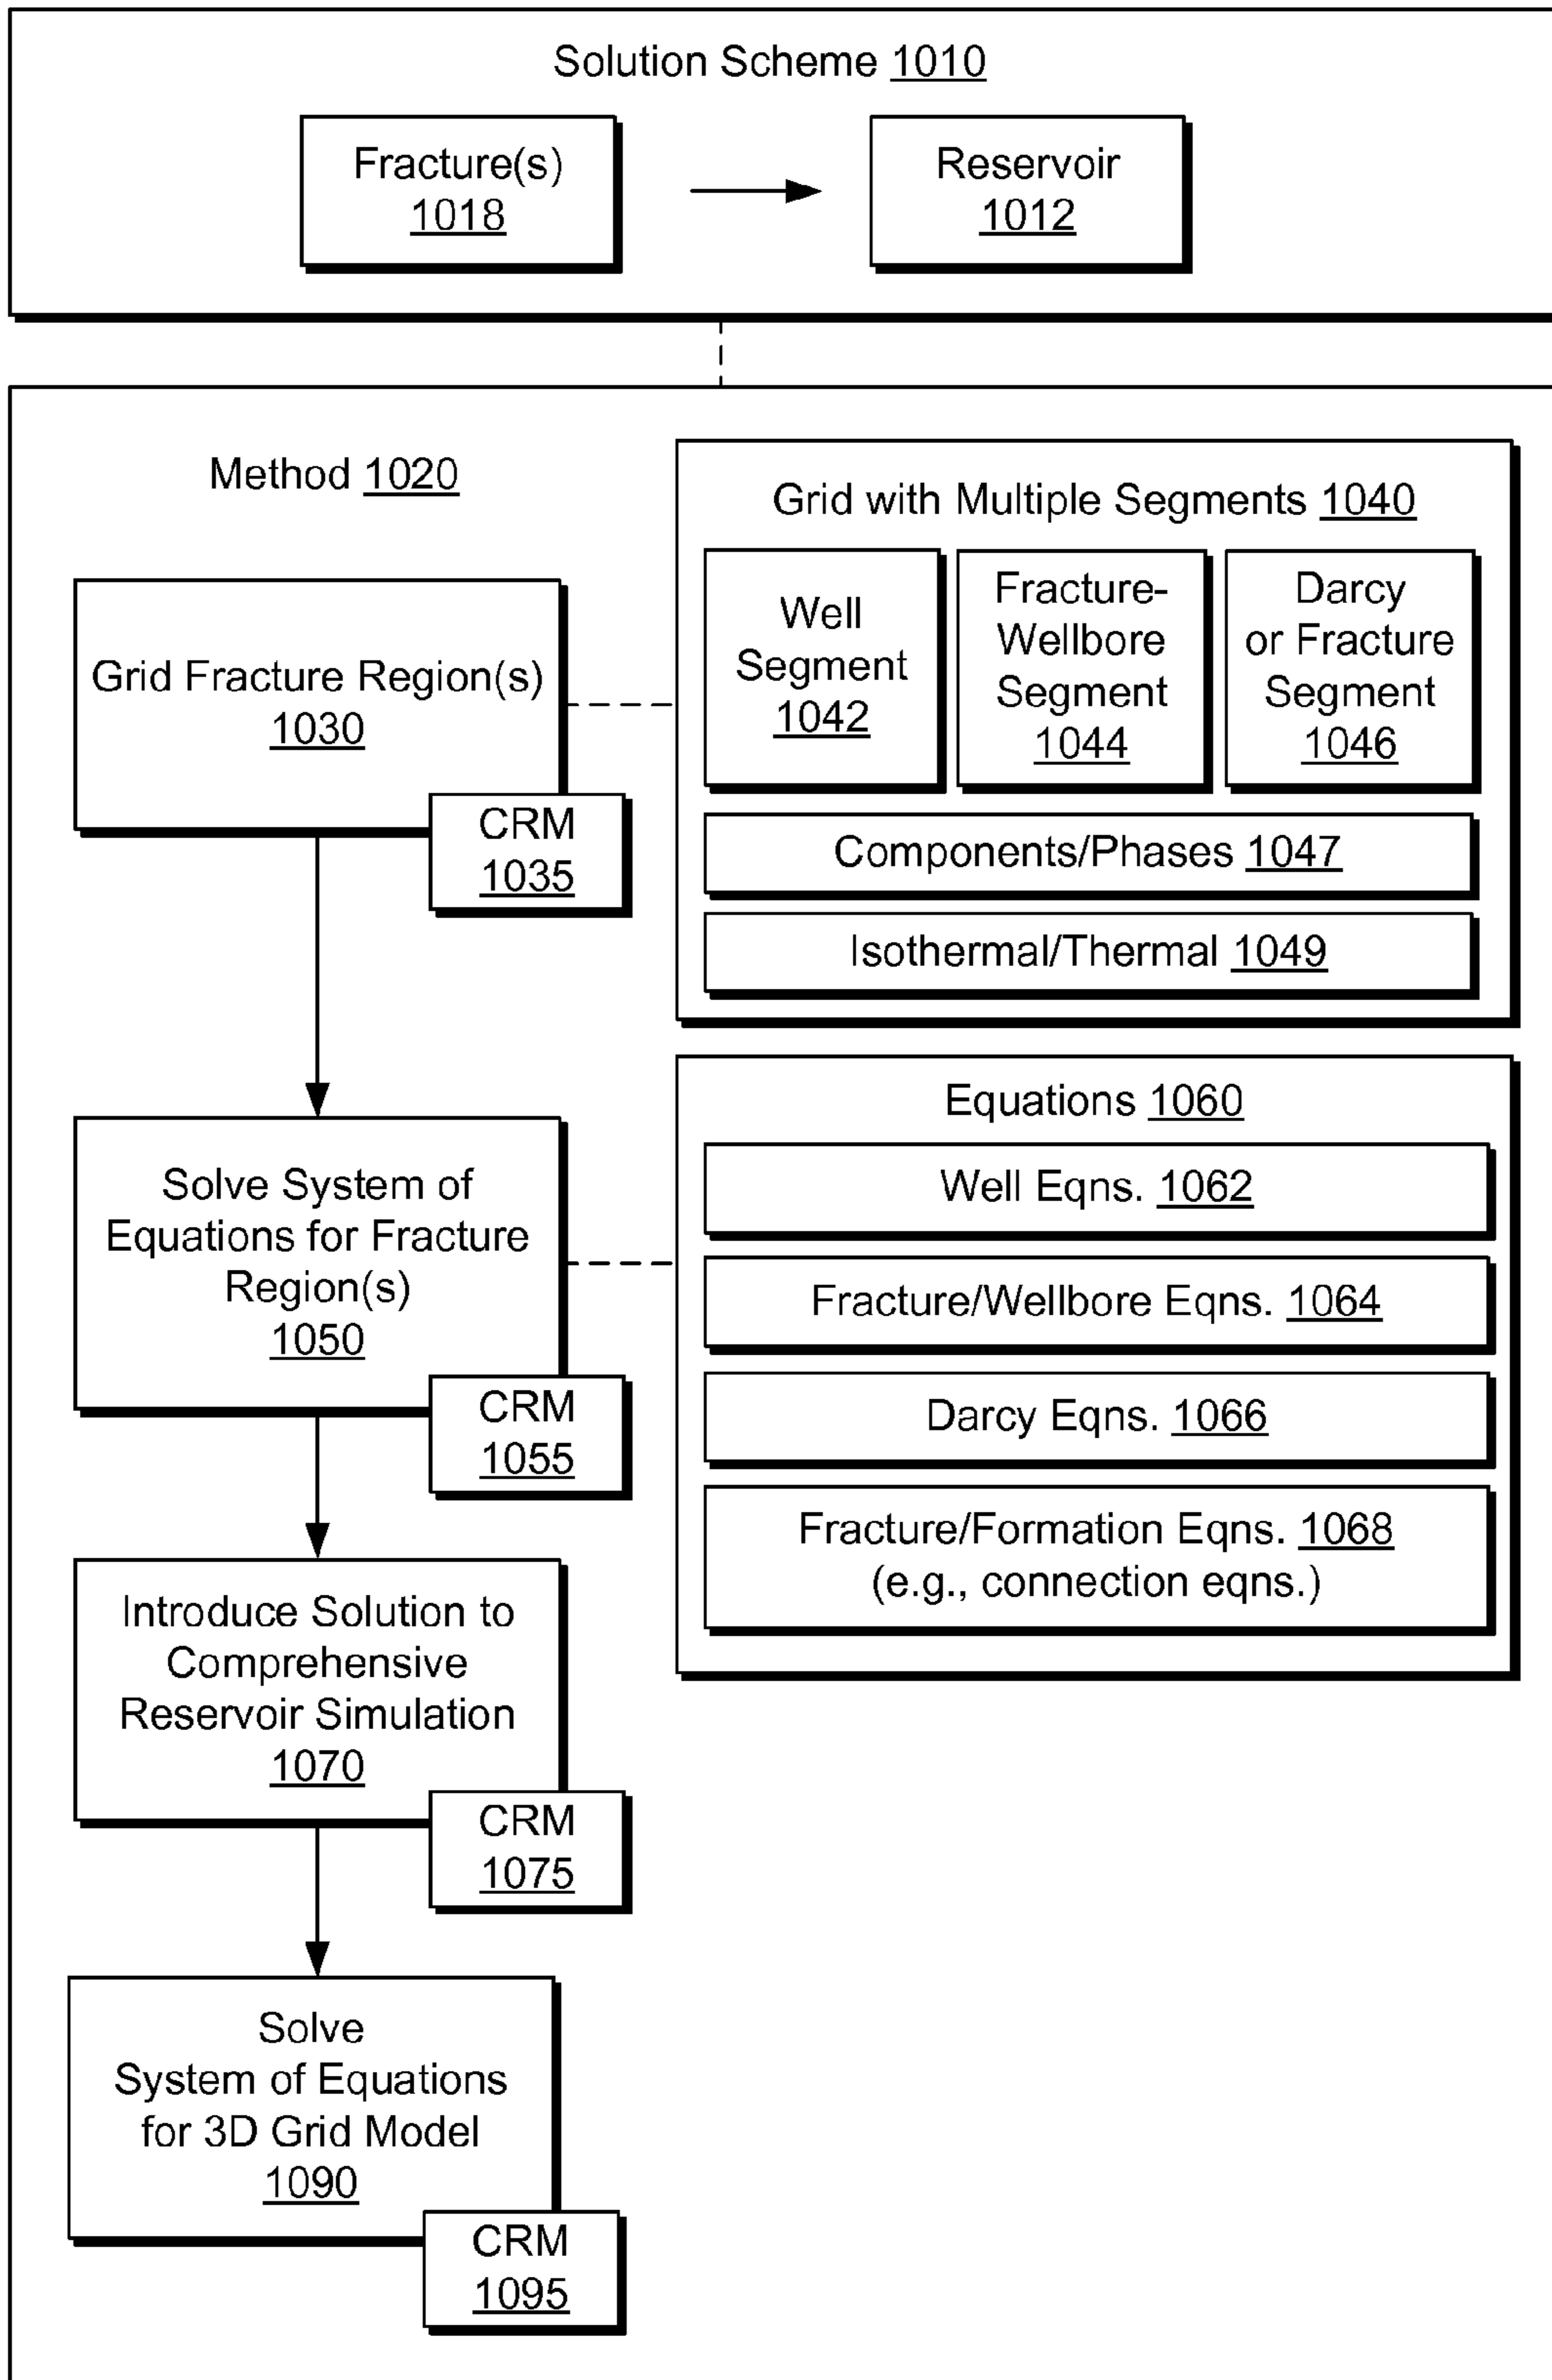 Solution Scheme 1010
Fracture(s)
1018
Reservoir
1012
Method 1020
Grid Fracture Region(s)
1030
CRM
1035
Grid with Multiple Segments 1040
Well
Segment
1042
Fracture-
Wellbore
Segment
1044
Darcy
or Fracture
Segment
1046
Components/Phases 1047
Isothermal/Thermal 1049
Solve System of
Equations for Fracture
Region(s)
1050
CRM
1055
Equations 1060
Well Eqns. 1062
Fracture/Wellbore Eqns. 1064
Darcy Eqns. 1066
Fracture/Formation Eqns. 1068
(e.g., connection eqns.)
Introduce Solution to
Comprehensive
Reservoir Simulation
1070
CRM
1075
Solve
System of Equations
for 3D Grid Model
1090
CRM
1095